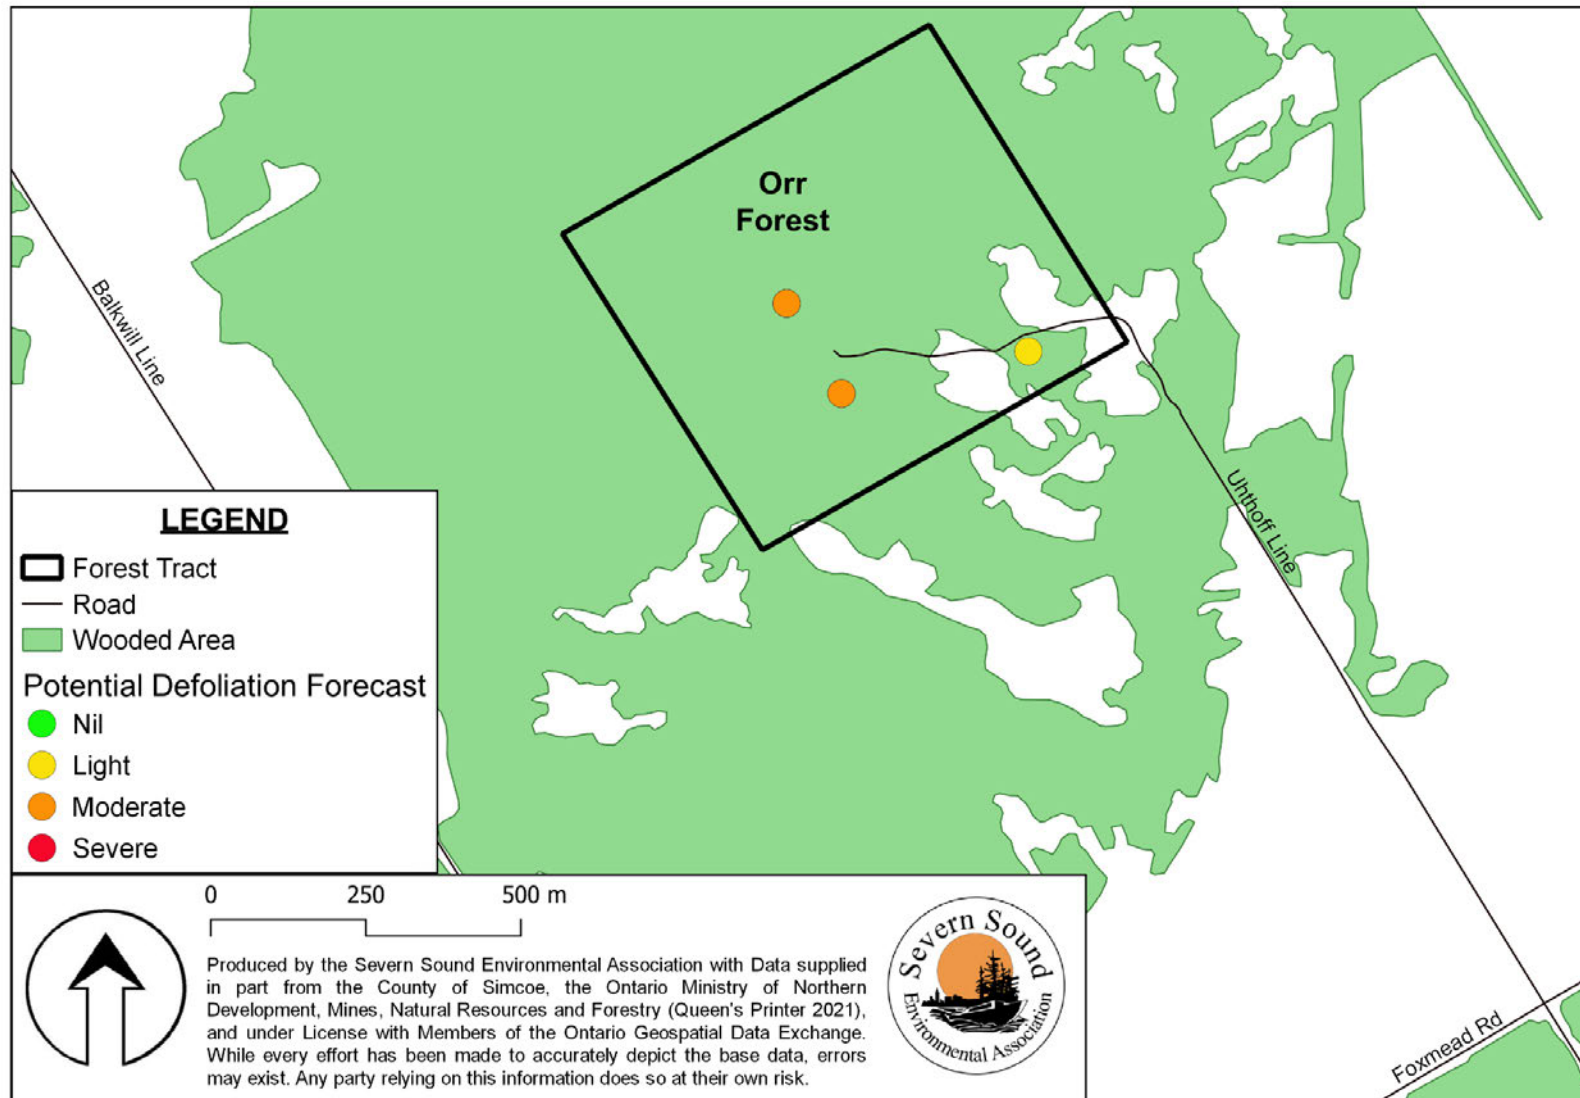 Orr
Forest
Balkwill Line
Uhthoff Line
LEGEND
Forest Tract
Road
Wooded Area
Potential Defoliation Forecast
Nil
Light
Moderate
Severe
0 250 500 m
Produced by the Severn Sound Environmental Association with Data supplied
in part from the County of Simcoe, the Ontario Ministry of Northern
Development, Mines, Natural Resources and Forestry (Queen's Printer 2021),
and under License with Members of the Ontario Geospatial Data Exchange.
While every effort has been made to accurately depict the base data, errors
may exist. Any party relying on this information does so at their own risk.
Severn Sound
Environmental Association
Foxmead Rd